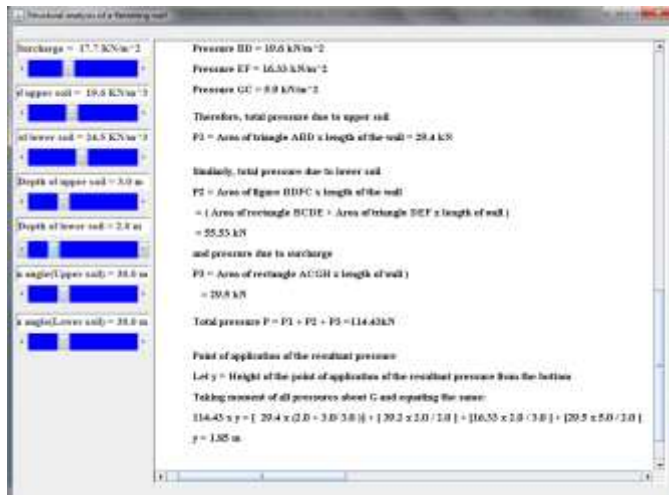 Structural analysis of a Retaining wall
Surcharge = 17.7 KN/m^2
of upper soil = 19.6 KN/m^3
of lower soil = 24.5 KN/m^3
Depth of upper soil = 3.0 m
Depth of lower soil = 2.0 m
n angle(Upper soil) = 30.0 m
n angle(Lower soil) = 30.0 m
Pressure BD = 19.6 kN/m^2
Pressure EF = 16.33 kN/m^2
Pressure GC = 5.9 kN/m^2
Therefore, total pressure due to upper soil
P1 = Area of triangle ABD x length of the wall = 29.4 kN
Similarly, total pressure due to lower soil
P2 = Area of figure BDFC x length of the wall
= ( Area of rectangle BCDE + Area of triangle DEF x length of wall )
= 55.53 kN
and pressure due to surcharge
P3 = Area of rectangle ACGH x length of wall )
= 29.5 kN
Total pressure P = P1 + P2 + P3 =114.43kN
Point of application of the resultant pressure
Let y = Height of the point of application of the resultant pressure from the bottom
Taking moment of all pressures about G and equating the same:
114.43 x y = [ 29.4 x (2.0 + 3.0/ 3.0 )] + [ 39.2 x 2.0 / 2.0 ] + [16.33 x 2.0 / 3.0 ] + [29.5 x 5.0 / 2.0 ]
y = 1.85 m